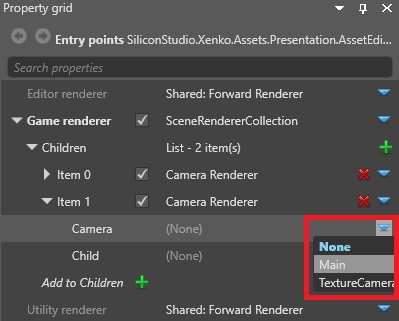 Property grid
Entry points SiliconStudio.Xenko.Assets.Presentation.AssetEdi...
Search properties
Editor renderer Shared: Forward Renderer
Game renderer SceneRendererCollection
Children List - 2 item(s)
Item 0 Camera Renderer
Item 1 Camera Renderer
Camera (None)
None
Child (None)
Main
Add to Children
TextureCamera
Utility renderer Shared: Forward Renderer